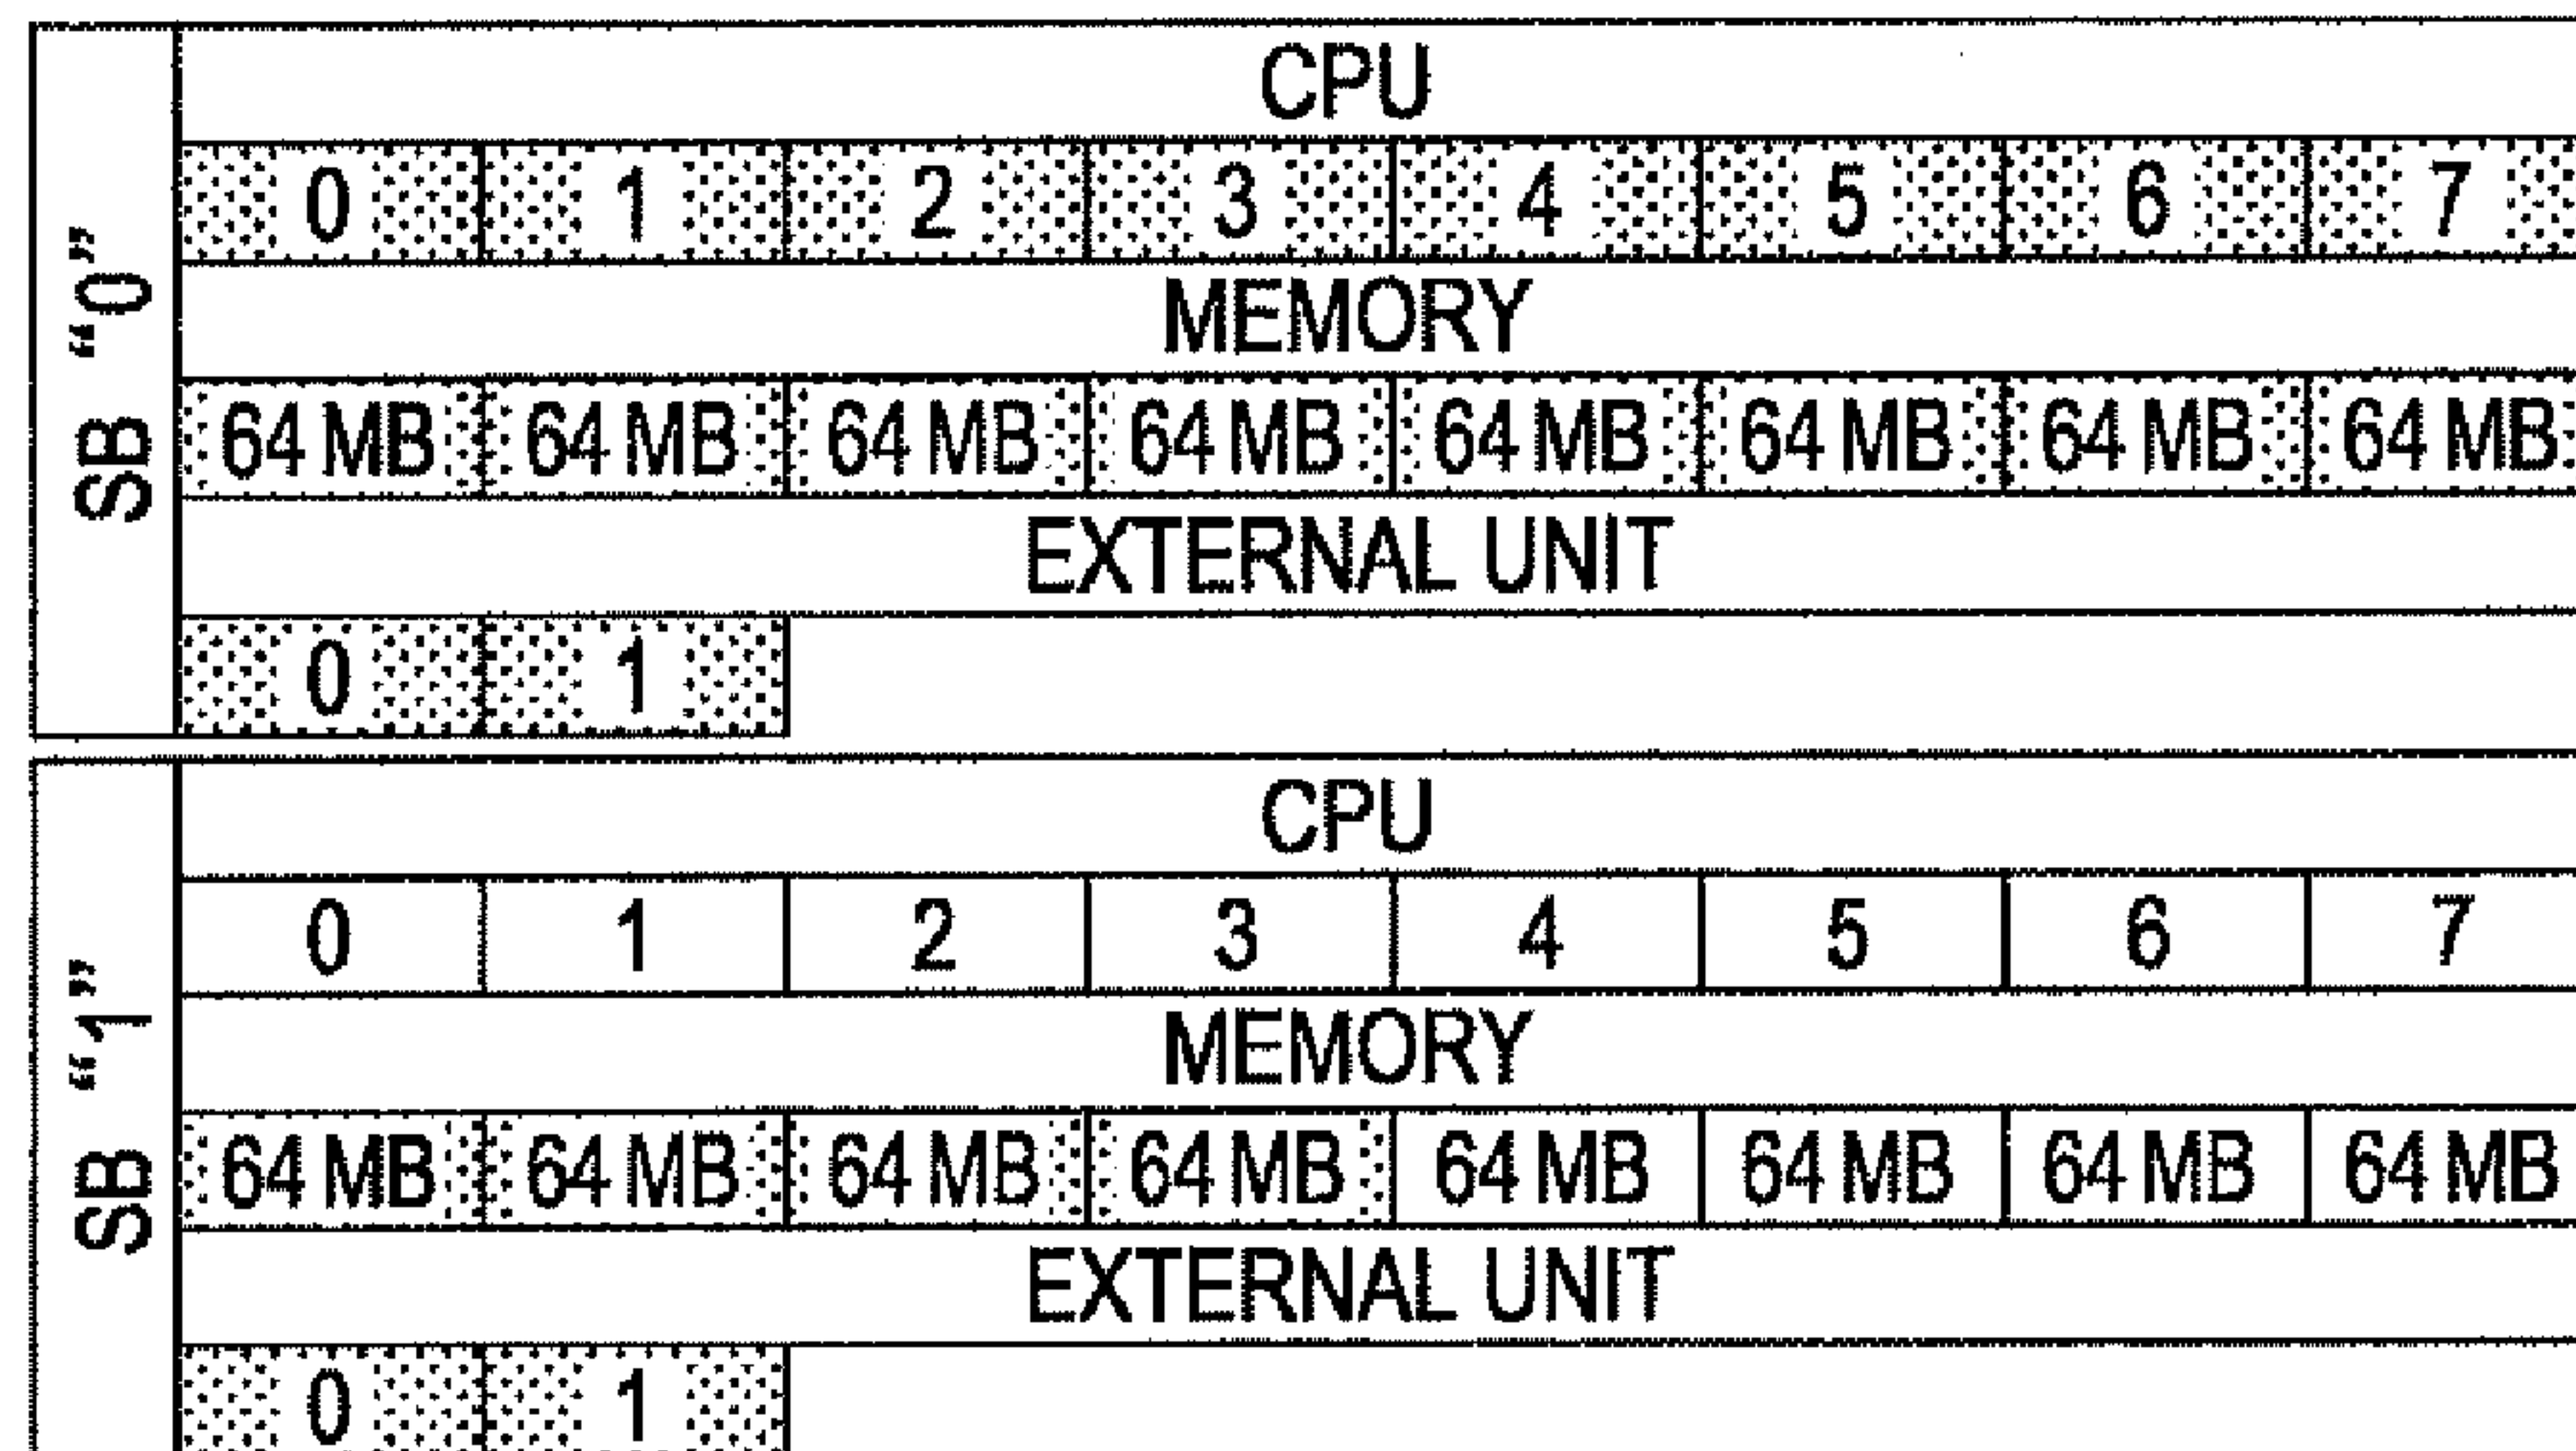 SB “0”
CPU
0 1 2 3 4 5 6 7
MEMORY
64 MB 64 MB 64 MB 64 MB 64 MB 64 MB 64 MB 64 MB
EXTERNAL UNIT
0 1
SB “1”
CPU
0 1 2 3 4 5 6 7
MEMORY
64 MB 64 MB 64 MB 64 MB 64 MB 64 MB 64 MB 64 MB
EXTERNAL UNIT
0 1